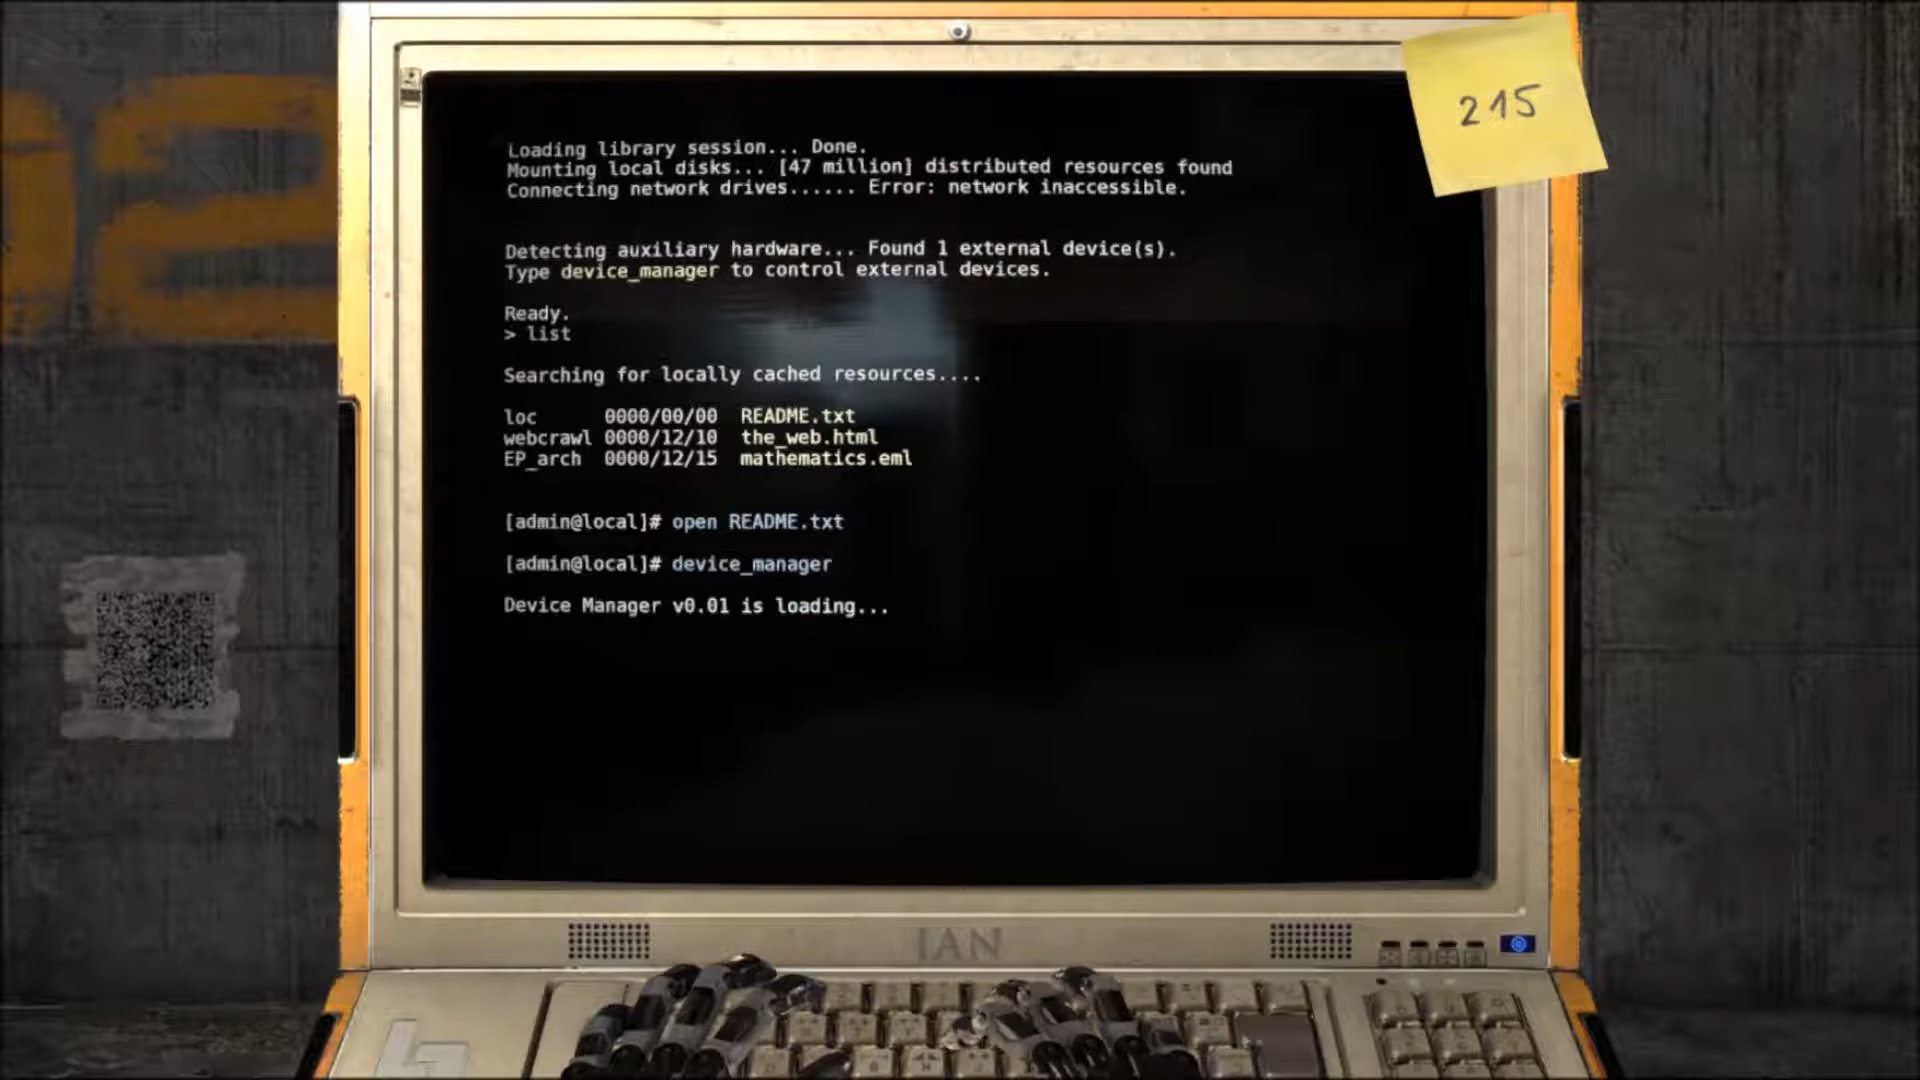 02
215
Loading library session... Done.
Mounting local disks... [47 million] distributed resources found
Connecting network drives...... Error: network inaccessible.
Detecting auxiliary hardware... Found 1 external device(s).
Type device_manager to control external devices.
Ready.
> list
Searching for locally cached resources....
loc 0000/00/00 README.txt
webcrawl 0000/12/10 the_web.html
EP_arch 0000/12/15 mathematics.eml
[admin@local]# open README.txt
[admin@local]# device_manager
Device Manager v0.01 is loading...
IAN